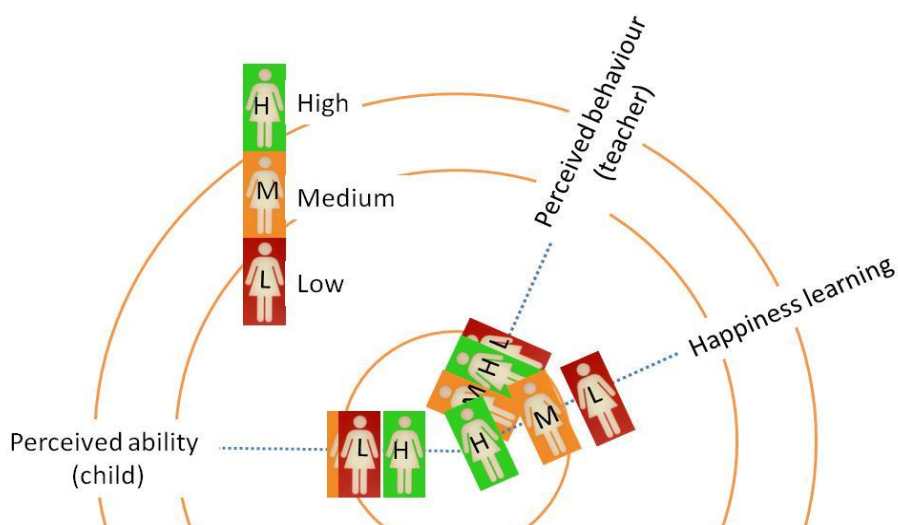 H
High
M
Medium
L
Low
Perceived behaviour
(teacher)
Happiness learning
Perceived ability
(child)
L
H
M
L
H
H
M
L